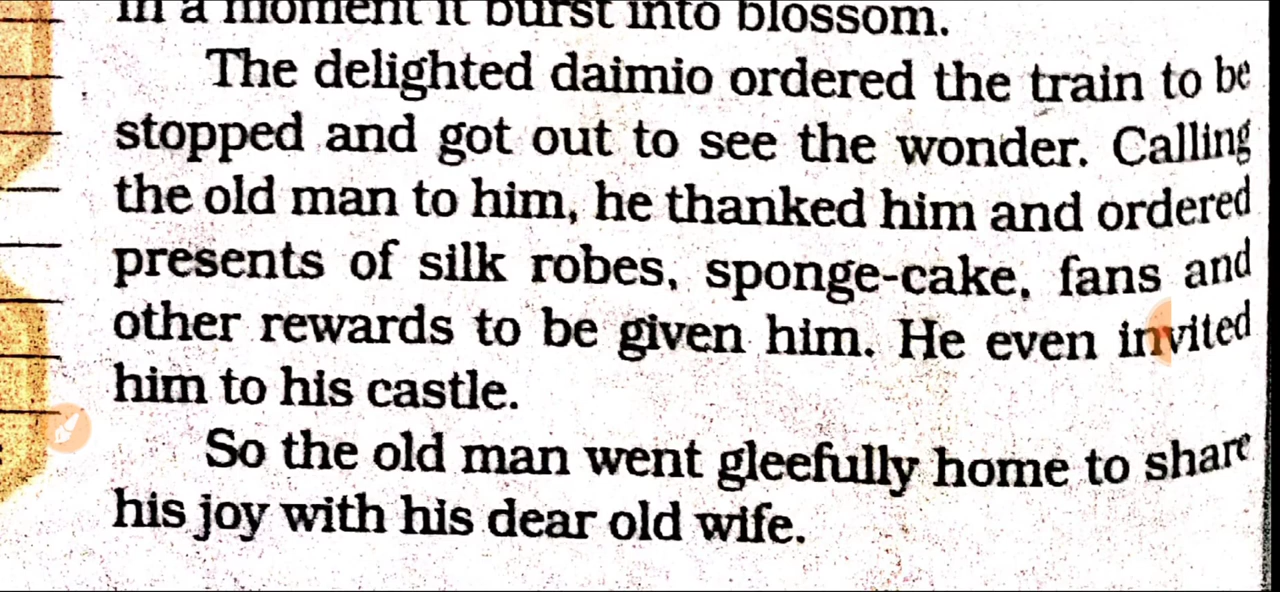 in a moment it burst into blossom.
The delighted daimio ordered the train to be
stopped and got out to see the wonder. Calling
the old man to him, he thanked him and ordered
presents of silk robes, sponge-cake, fans and
other rewards to be given him. He even invited
him to his castle.
So the old man went gleefully home to share
his joy with his dear old wife.